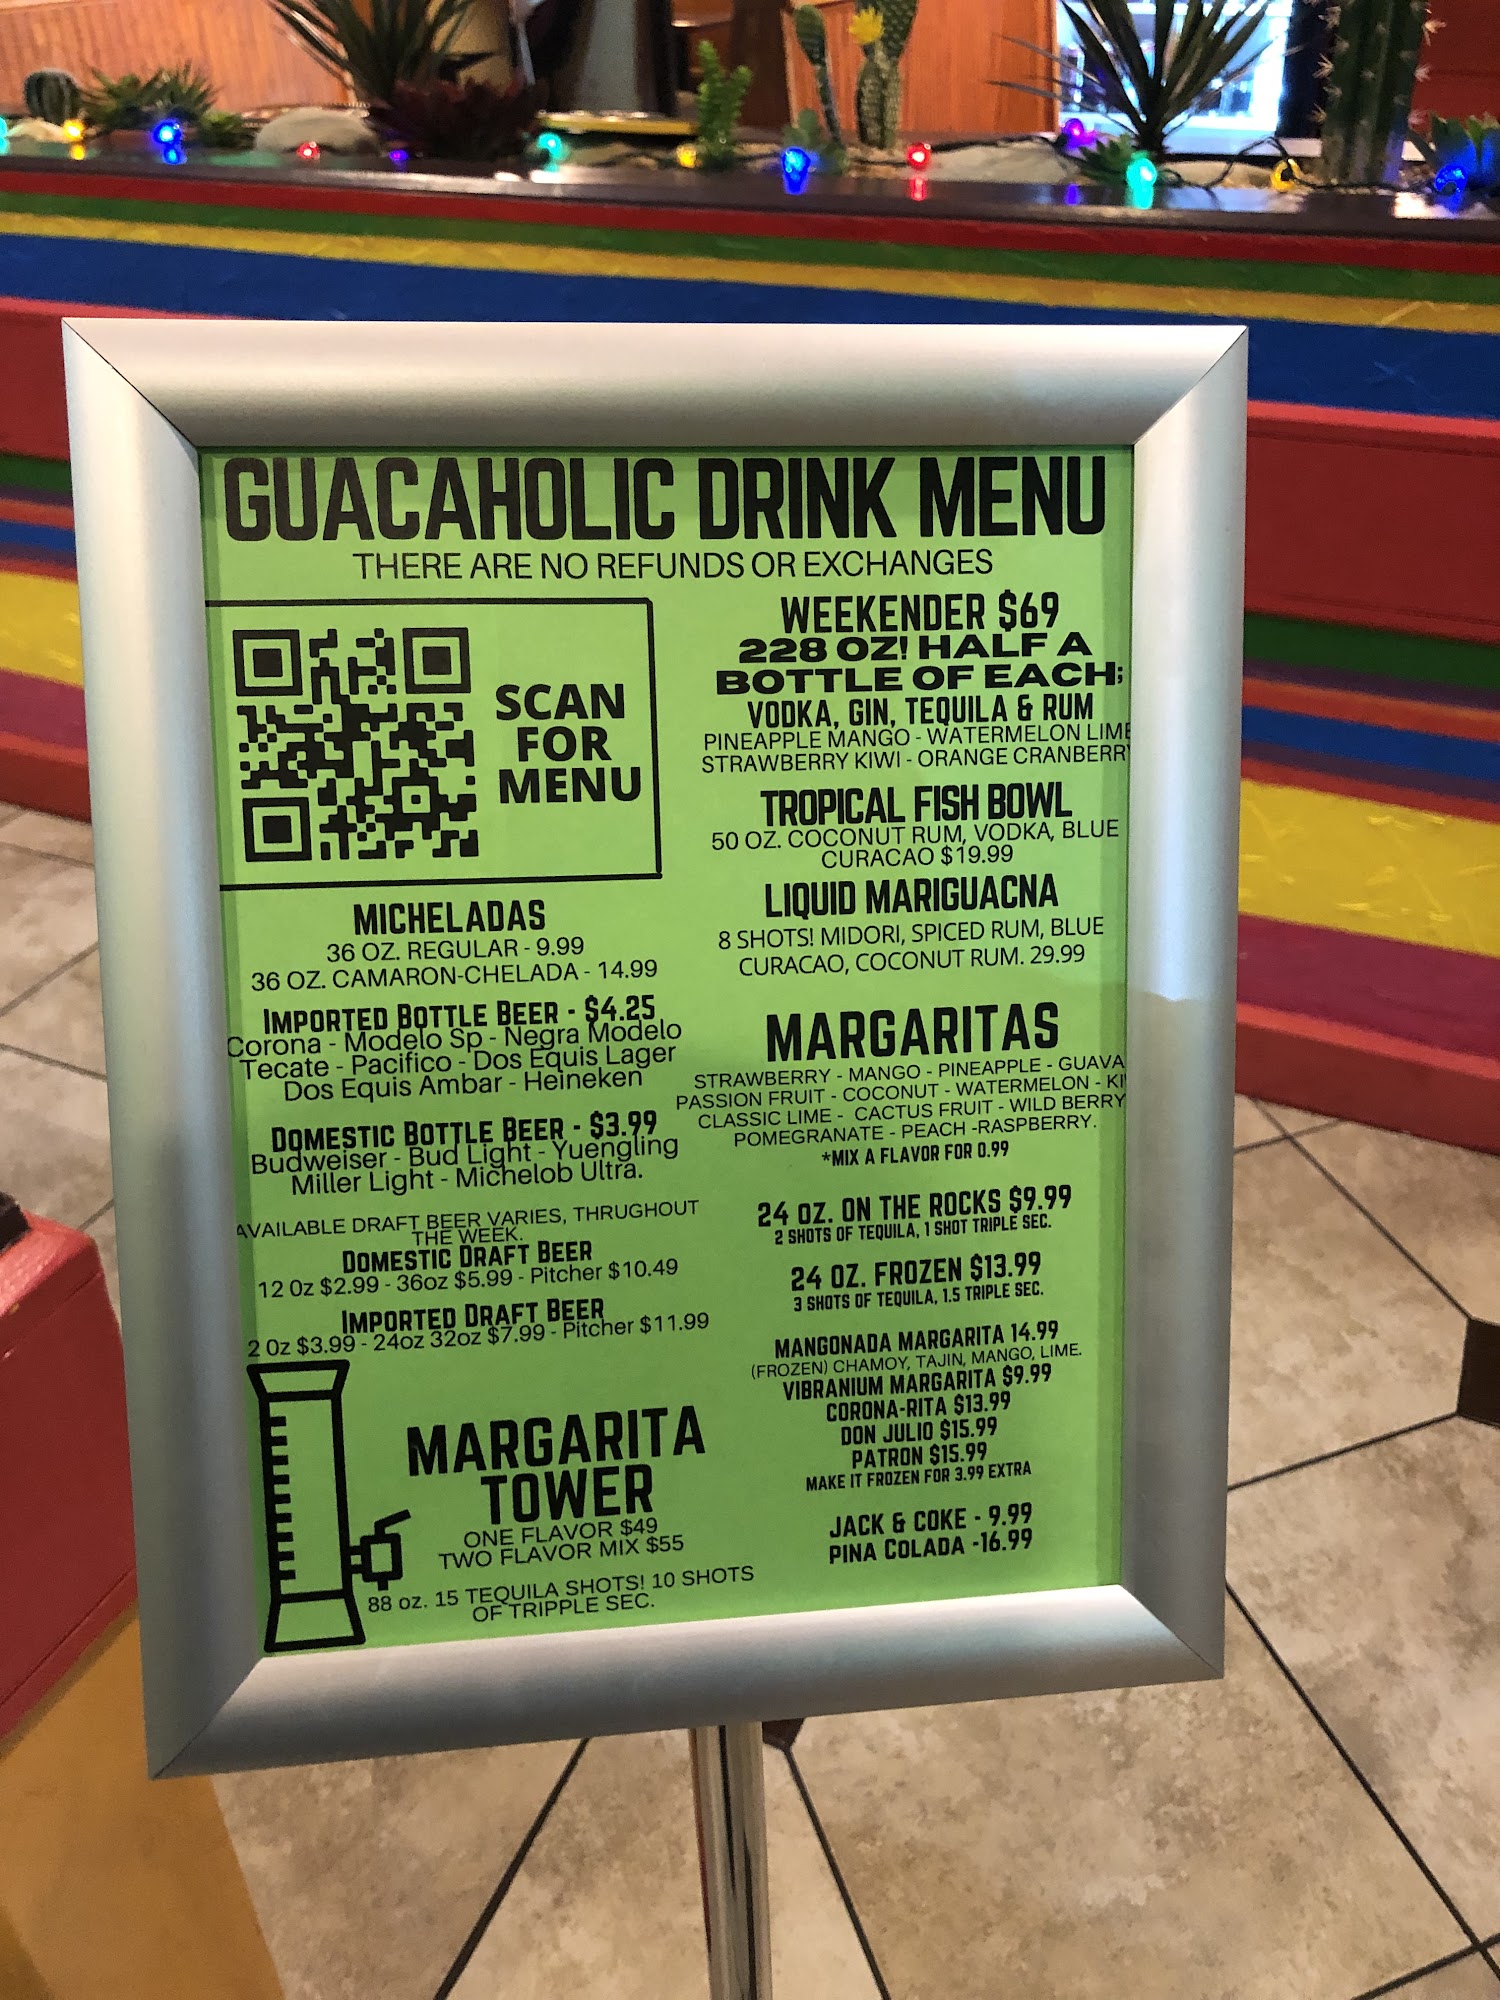 GUACAHOLIC DRINK MENU
THERE ARE NO REFUNDS OR EXCHANGES
SCAN
FOR
MENU
MICHELADAS
36 OZ. REGULAR - 9.99
36 OZ. CAMARON-CHELADA - 14.99
IMPORTED BOTTLE BEER - $4.25
Corona - Modelo Sp - Negra Modelo
Tecate - Pacifico - Dos Equis Lager
Dos Equis Ambar - Heineken
DOMESTIC BOTTLE BEER - $3.99
Budweiser - Bud Light - Yuengling
Miller Light - Michelob Ultra.
AVAILABLE DRAFT BEER VARIES, THRUGHOUT
THE WEEK.
DOMESTIC DRAFT BEER
12 Oz $2.99 - 36oz $5.99 - Pitcher $10.49
IMPORTED DRAFT BEER
2 Oz $3.99 - 24oz 32oz $7.99 - Pitcher $11.99
MARGARITA
TOWER
ONE FLAVOR $49
TWO FLAVOR MIX $55
88 oz. 15 TEQUILA SHOTS! 10 SHOTS
OF TRIPPLE SEC.
WEEKENDER $69
228 OZ! HALF A
BOTTLE OF EACH;
VODKA, GIN, TEQUILA & RUM
PINEAPPLE MANGO - WATERMELON LIME
STRAWBERRY KIWI - ORANGE CRANBERRY
TROPICAL FISH BOWL
50 OZ. COCONUT RUM, VODKA, BLUE
CURACAO $19.99
LIQUID MARIGUACNA
8 SHOTS! MIDORI, SPICED RUM, BLUE
CURACAO, COCONUT RUM. 29.99
MARGARITAS
STRAWBERRY - MANGO - PINEAPPLE - GUAVA
PASSION FRUIT - COCONUT - WATERMELON - KI
CLASSIC LIME - CACTUS FRUIT - WILD BERRY
POMEGRANATE - PEACH -RASPBERRY.
*MIX A FLAVOR FOR 0.99
24 OZ. ON THE ROCKS $9.99
2 SHOTS OF TEQUILA, 1 SHOT TRIPLE SEC.
24 OZ. FROZEN $13.99
3 SHOTS OF TEQUILA, 1.5 TRIPLE SEC.
MANGONADA MARGARITA 14.99
(FROZEN) CHAMOY, TAJIN, MANGO, LIME.
VIBRANIUM MARGARITA $9.99
CORONA-RITA $13.99
DON JULIO $15.99
PATRON $15.99
MAKE IT FROZEN FOR 3.99 EXTRA
JACK & COKE - 9.99
PINA COLADA -16.99